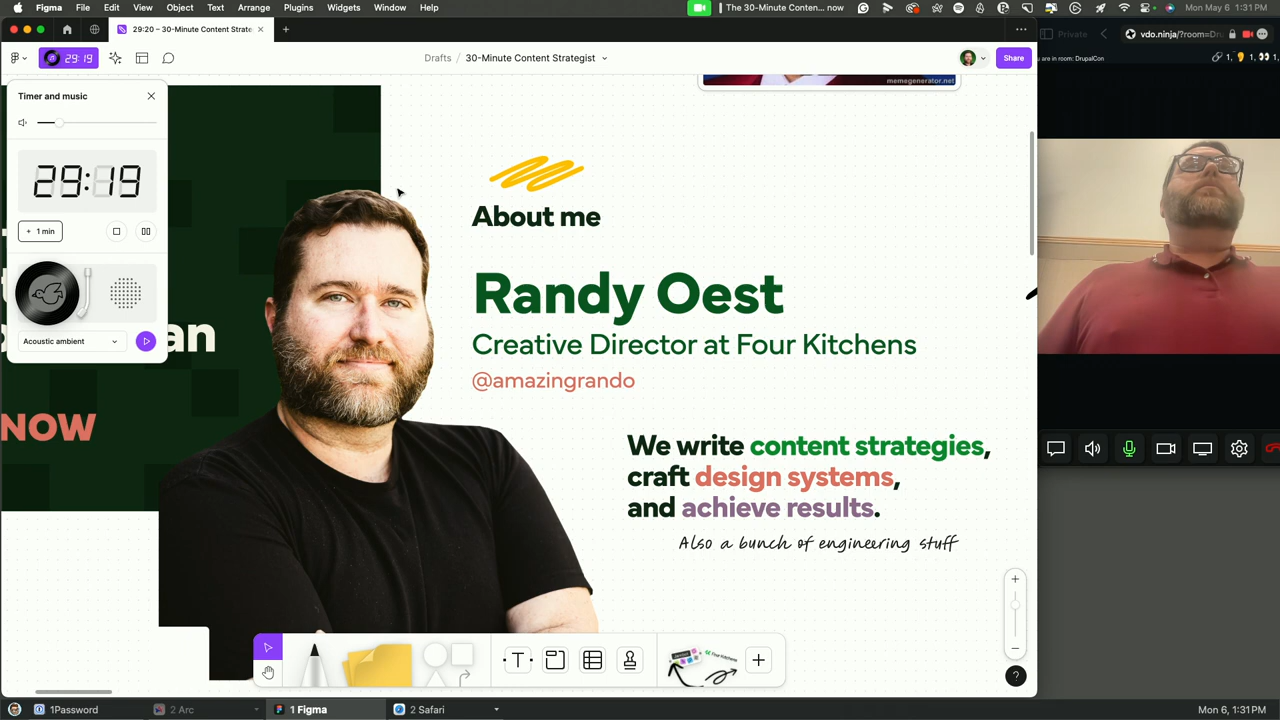 FigJam File Edit View Object Text Arrange Plugins Widgets Window Help
The 30-Minute Conten...
Mon May 6 1:31 PM
29:20 – 30-Minute Content Strate
Private
vdo.ninja/?room=Dru
29:19
Drafts / 30-Minute Content Strategist
Share
are in room: DrupalCon
memegenerator.net
Timer and music
29:19
+ 1 min
Acoustic ambient
an
NOW
About me
Randy Oest
Creative Director at Four Kitchens
@amazingrando
We write content strategies,
craft design systems,
and achieve results.
Also a bunch of engineering stuff
T
Four Kitchens
?
1Password
2 Arc
1 Figma
2 Safari
Mon 6, 1:31PM